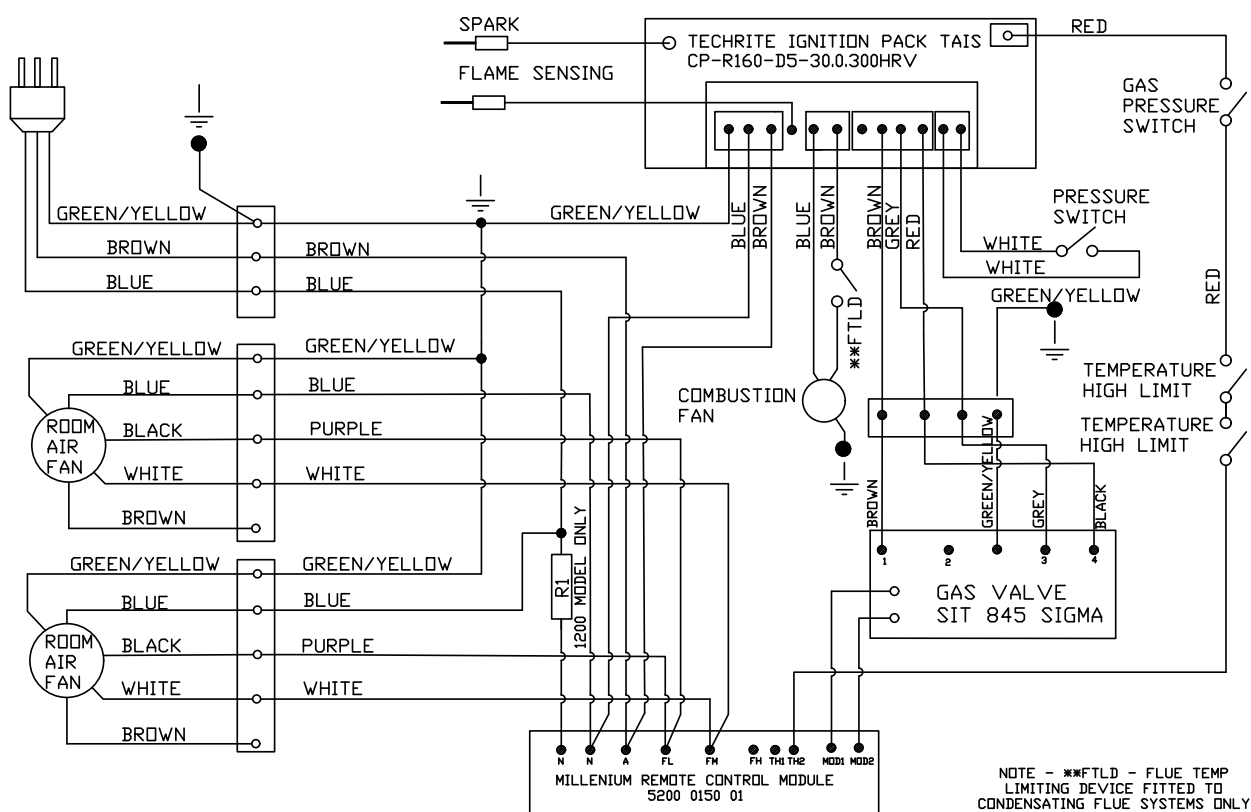 SPARK
FLAME SENSING
TECHRITE IGNITION PACK TAIS
CP-R160-D5-30.0.300HRV
RED
GAS
PRESSURE
SWITCH
GREEN/YELLOW
BROWN
BLUE
BROWN
BLUE
GREEN/YELLOW
BLUE
BROWN
BLUE
BROWN
BROWN
GREY
RED
PRESSURE
SWITCH
WHITE
WHITE
GREEN/YELLOW
RED
**FTLD
COMBUSTION
FAN
TEMPERATURE
HIGH LIMIT
TEMPERATURE
HIGH LIMIT
GREEN/YELLOW
BLUE
BLACK
WHITE
BROWN
ROOM
AIR
FAN
GREEN/YELLOW
BLUE
PURPLE
WHITE
GREEN/YELLOW
BLUE
BLACK
WHITE
BROWN
ROOM
AIR
FAN
GREEN/YELLOW
BLUE
PURPLE
WHITE
R1
1200 MODEL ONLY
BROWN
GREEN/YELLOW
GREY
BLACK
1 2 3 4
GAS VALVE
SIT 845 SIGMA
N N A FL FM FH TH1 TH2 MOD1 MOD2
MILLENIUM REMOTE CONTROL MODULE
5200 0150 01
NOTE - **FTLD - FLUE TEMP
LIMITING DEVICE FITTED TO
CONDENSATING FLUE SYSTEMS ONLY